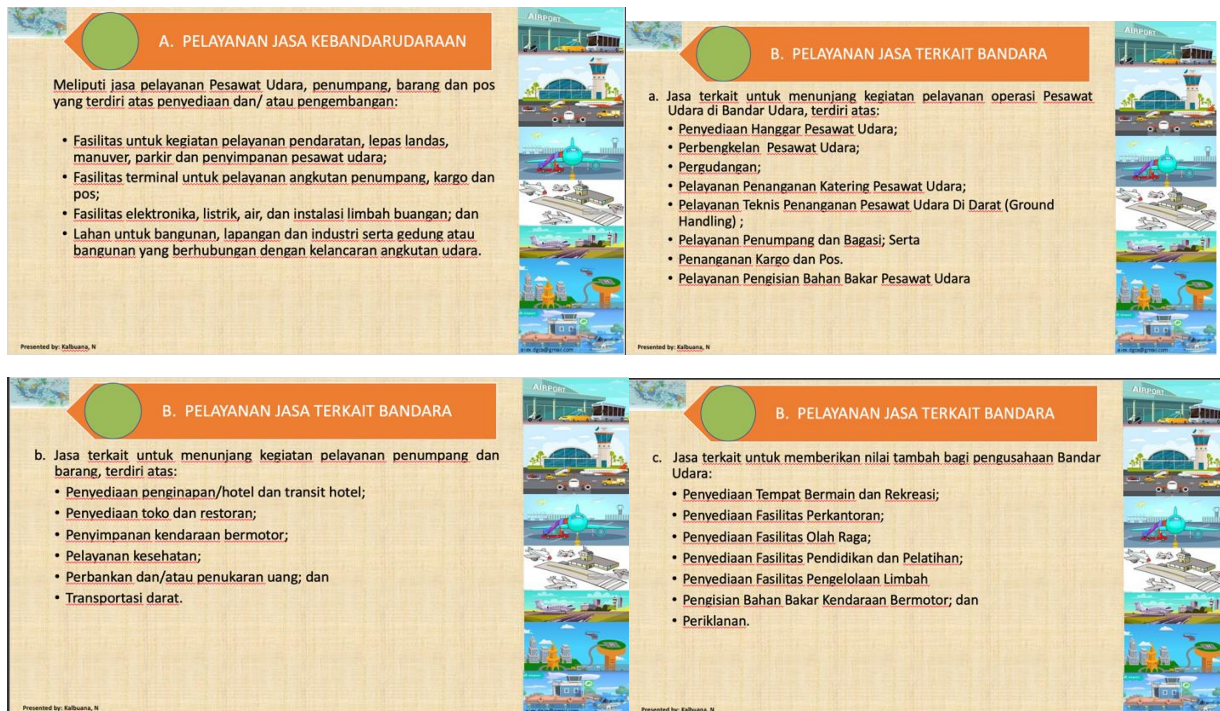 A. PELAYANAN JASA KEBANDARUDARAAN
Meliputi jasa pelayanan Pesawat Udara, penumpang, barang dan pos
yang terdiri atas penyediaan dan/ atau pengembangan:
• Fasilitas untuk kegiatan pelayanan pendaratan, lepas landas,
manuver, parkir dan penyimpanan pesawat udara;
• Fasilitas terminal untuk pelayanan angkutan penumpang, kargo dan
pos;
• Fasilitas elektronika, listrik, air, dan instalasi limbah buangan; dan
• Lahan untuk bangunan, lapangan dan industri serta gedung atau
bangunan yang berhubungan dengan kelancaran angkutan udara.
Presented by: Kalbuana, N
AIRPORT
B. PELAYANAN JASA TERKAIT BANDARA
a. Jasa terkait untuk menunjang kegiatan pelayanan operasi Pesawat
Udara di Bandar Udara, terdiri atas:
• Penyediaan Hanggar Pesawat Udara;
• Perbengkelan Pesawat Udara;
• Pergudangan;
• Pelayanan Penanganan Katering Pesawat Udara;
• Pelayanan Teknis Penanganan Pesawat Udara Di Darat (Ground
Handling) ;
• Pelayanan Penumpang dan Bagasi; Serta
• Penanganan Kargo dan Pos.
• Pelayanan Pengisian Bahan Bakar Pesawat Udara
Presented by: Kalbuana, N
AIRPORT
B. PELAYANAN JASA TERKAIT BANDARA
b. Jasa terkait untuk menunjang kegiatan pelayanan penumpang dan
barang, terdiri atas:
• Penyediaan penginapan/hotel dan transit hotel;
• Penyediaan toko dan restoran;
• Penyimpanan kendaraan bermotor;
• Pelayanan kesehatan;
• Perbankan dan/atau penukaran uang; dan
• Transportasi darat.
Presented by: Kalbuana, N
AIRPORT
B. PELAYANAN JASA TERKAIT BANDARA
c. Jasa terkait untuk memberikan nilai tambah bagi pengusahaan Bandar
Udara:
• Penyediaan Tempat Bermain dan Rekreasi;
• Penyediaan Fasilitas Perkantoran;
• Penyediaan Fasilitas Olah Raga;
• Penyediaan Fasilitas Pendidikan dan Pelatihan;
• Penyediaan Fasilitas Pengelolaan Limbah
• Pengisian Bahan Bakar Kendaraan Bermotor; dan
• Periklanan.
Presented by: Kalbuana, N
AIRPORT